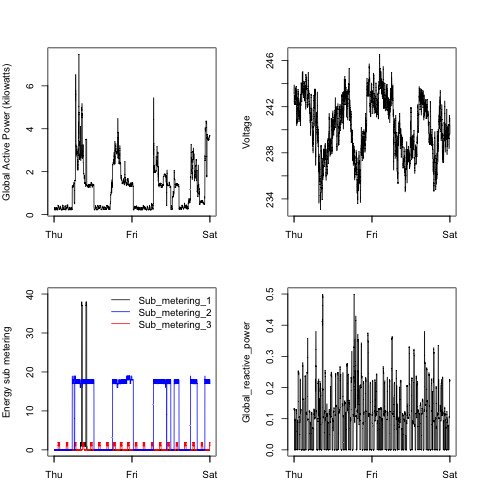 Global Active Power (kilowatts)
0
2
4
6
Thu
Fri
Sat
Voltage
234
238
242
246
Thu
Fri
Sat
Energy sub metering
0
10
20
30
40
Sub_metering_1
Sub_metering_2
Sub_metering_3
Thu
Fri
Sat
Global_reactive_power
0.0
0.1
0.2
0.3
0.4
0.5
Thu
Fri
Sat